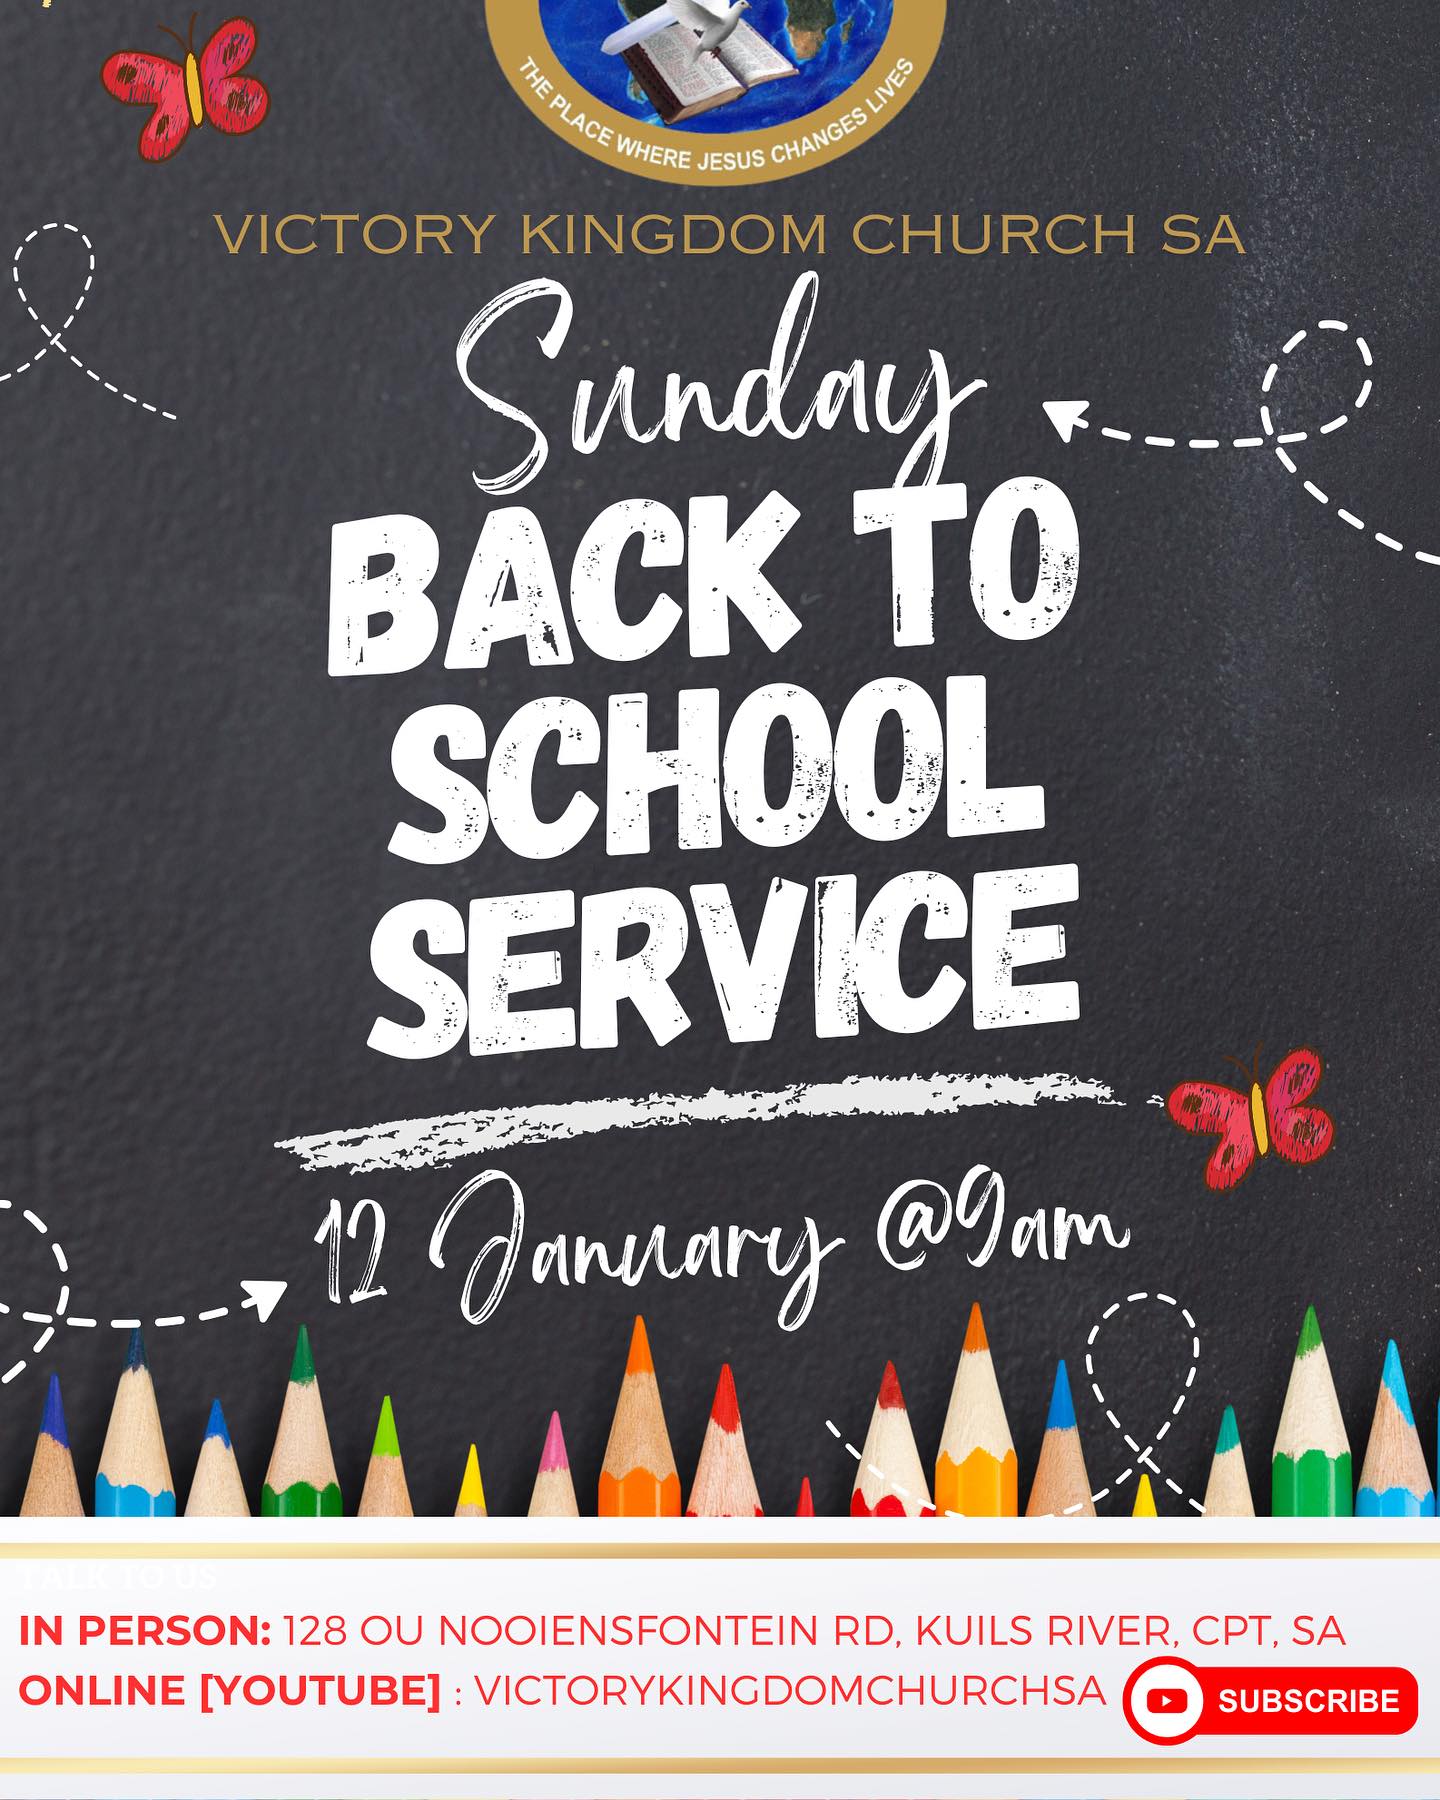 THE PLACE WHERE JESUS CHANGES LIVES
VICTORY KINGDOM CHURCH SA
Sunday
BACK TO
SCHOOL
SERVICE
12 January @9am
TALK TO US
IN PERSON: 128 OU NOOIENSFONTEIN RD, KUILS RIVER, CPT, SA
ONLINE [YOUTUBE] : VICTORYKINGDOMCHURCHSA
SUBSCRIBE